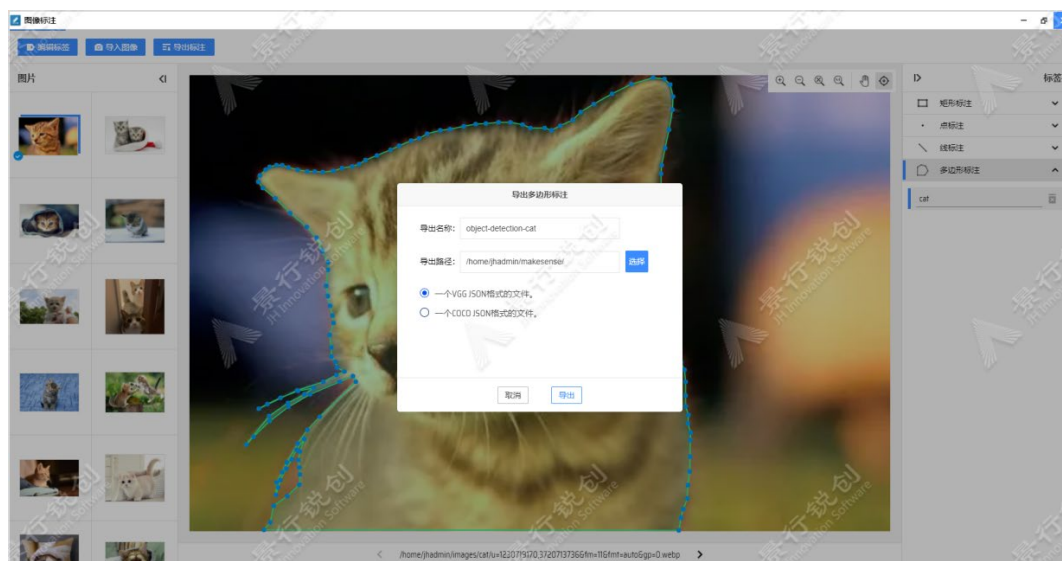 图像标注
编辑标签 导入图像 导出标注
图片
标签
矩形标注
点标注
线标注
多边形标注
cat
导出多边形标注
导出名称： object-detection-cat
导出路径： /home/jhadmin/makesense/ 选择
一个VGG JSON格式的文件。
一个COCO JSON格式的文件。
取消 导出
/home/jhadmin/images/cat/u=1220719170,3720713736&fm=11&fmt=auto&gp=0.webp
景行锐创
JH Innovation Software